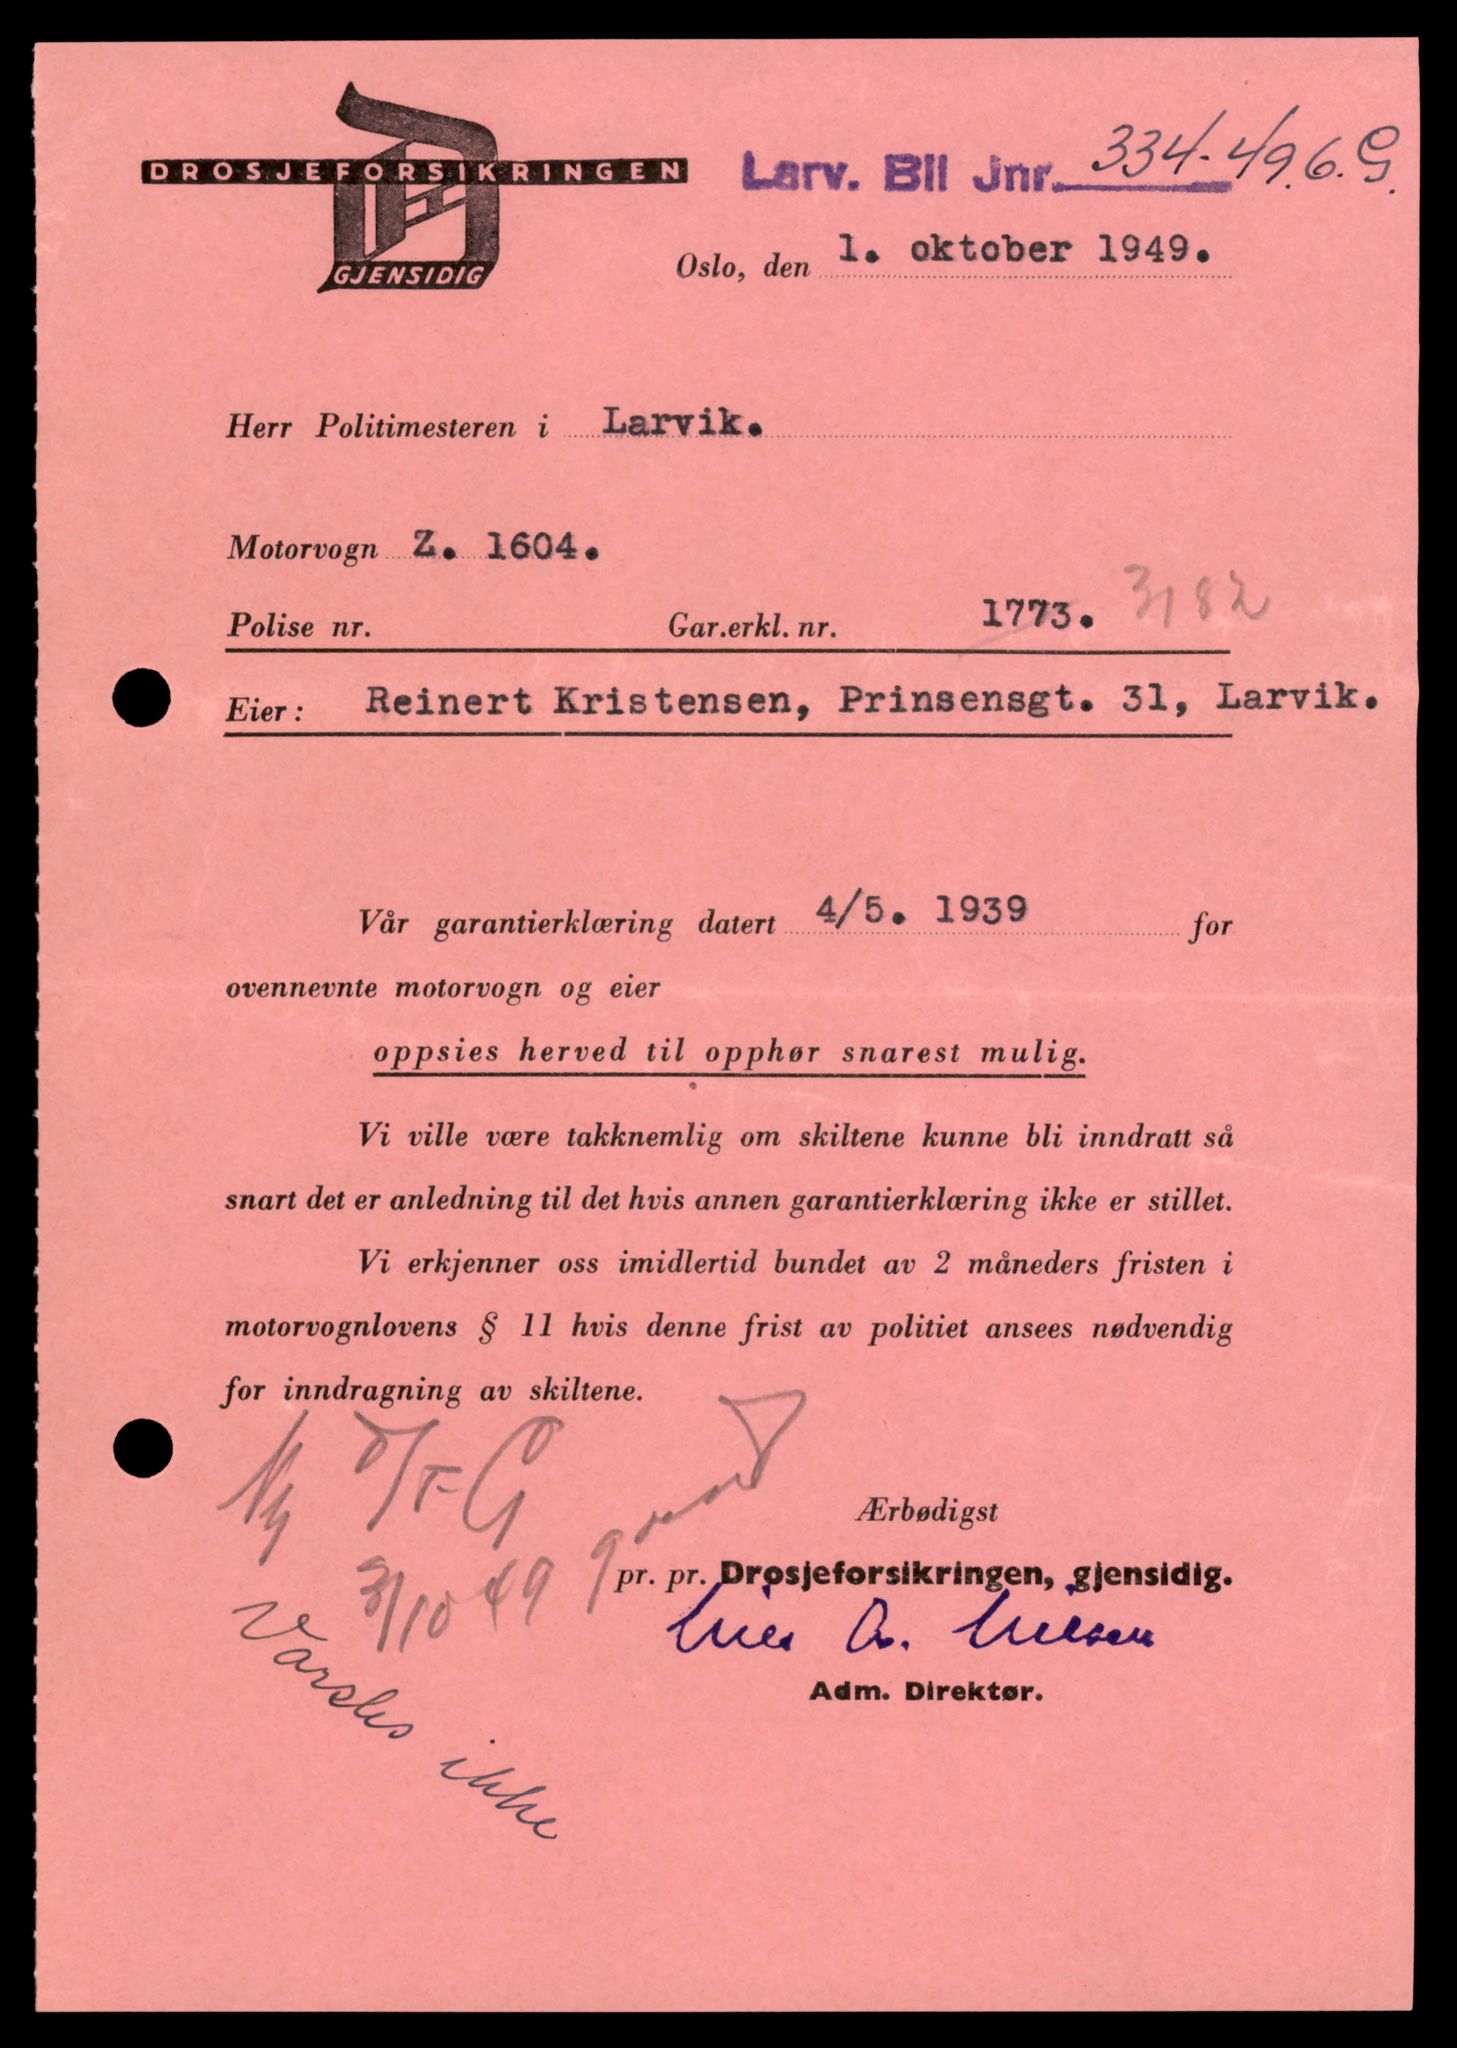 DROSJEFORSIKRINGEN
GJENSIDIG
Larv. Bil Jnr. 334-49.6.G.
Oslo, den 1. oktober 1949.
Herr Politimesteren i Larvik.
Motorvogn Z. 1604.
Polise nr. Gar.erkl. nr. 1773. 3182
Eier: Reinert Kristensen, Prinsensgt. 31, Larvik.
Vår garantierklæring datert 4/5. 1939 for
ovennevnte motorvogn og eier
oppsies herved til opphør snarest mulig.
Vi ville være takknemlig om skiltene kunne bli inndratt så
snart det er anledning til det hvis annen garantierklæring ikke er stillet.
Vi erkjenner oss imidlertid bundet av 2 måneders fristen i
motorvognlovens § 11 hvis denne frist av politiet ansees nødvendig
for inndragning av skiltene.
Ny
3/10 49
Ærbødigst
pr. pr. Drosjeforsikringen, gjensidig.
Adm. Direktør.
Varsles ikke